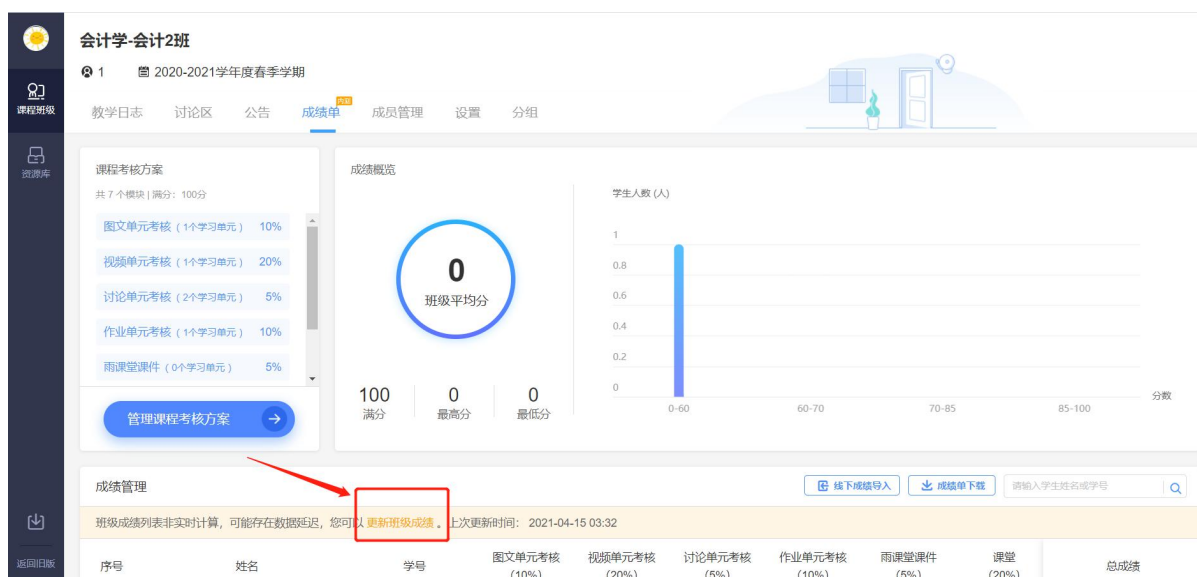 会计学-会计2班
1 2020-2021学年度春季学期
课程班级
教学日志 讨论区 公告 成绩单 成员管理 设置 分组
资源库
课程考核方案
共 7 个模块 | 满分：100分
图文单元考核（1个学习单元） 10%
视频单元考核（1个学习单元） 20%
讨论单元考核（2个学习单元） 5%
作业单元考核（1个学习单元） 10%
雨课堂课件（0个学习单元） 5%
管理课程考核方案
成绩概览
0
班级平均分
100 0 0
满分 最高分 最低分
学生人数 (人)
1
0.8
0.6
0.4
0.2
0
0-60 60-70 70-85 85-100
分数
成绩管理
线下成绩导入 成绩单下载 请输入学生姓名或学号
班级成绩列表非实时计算，可能存在数据延迟，您可以 更新班级成绩 。上次更新时间： 2021-04-15 03:32
返回旧版
序号 姓名 学号 图文单元考核 视频单元考核 讨论单元考核 作业单元考核 雨课堂课件 课堂 总成绩
(10%) (20%) (5%) (10%) (5%) (20%)